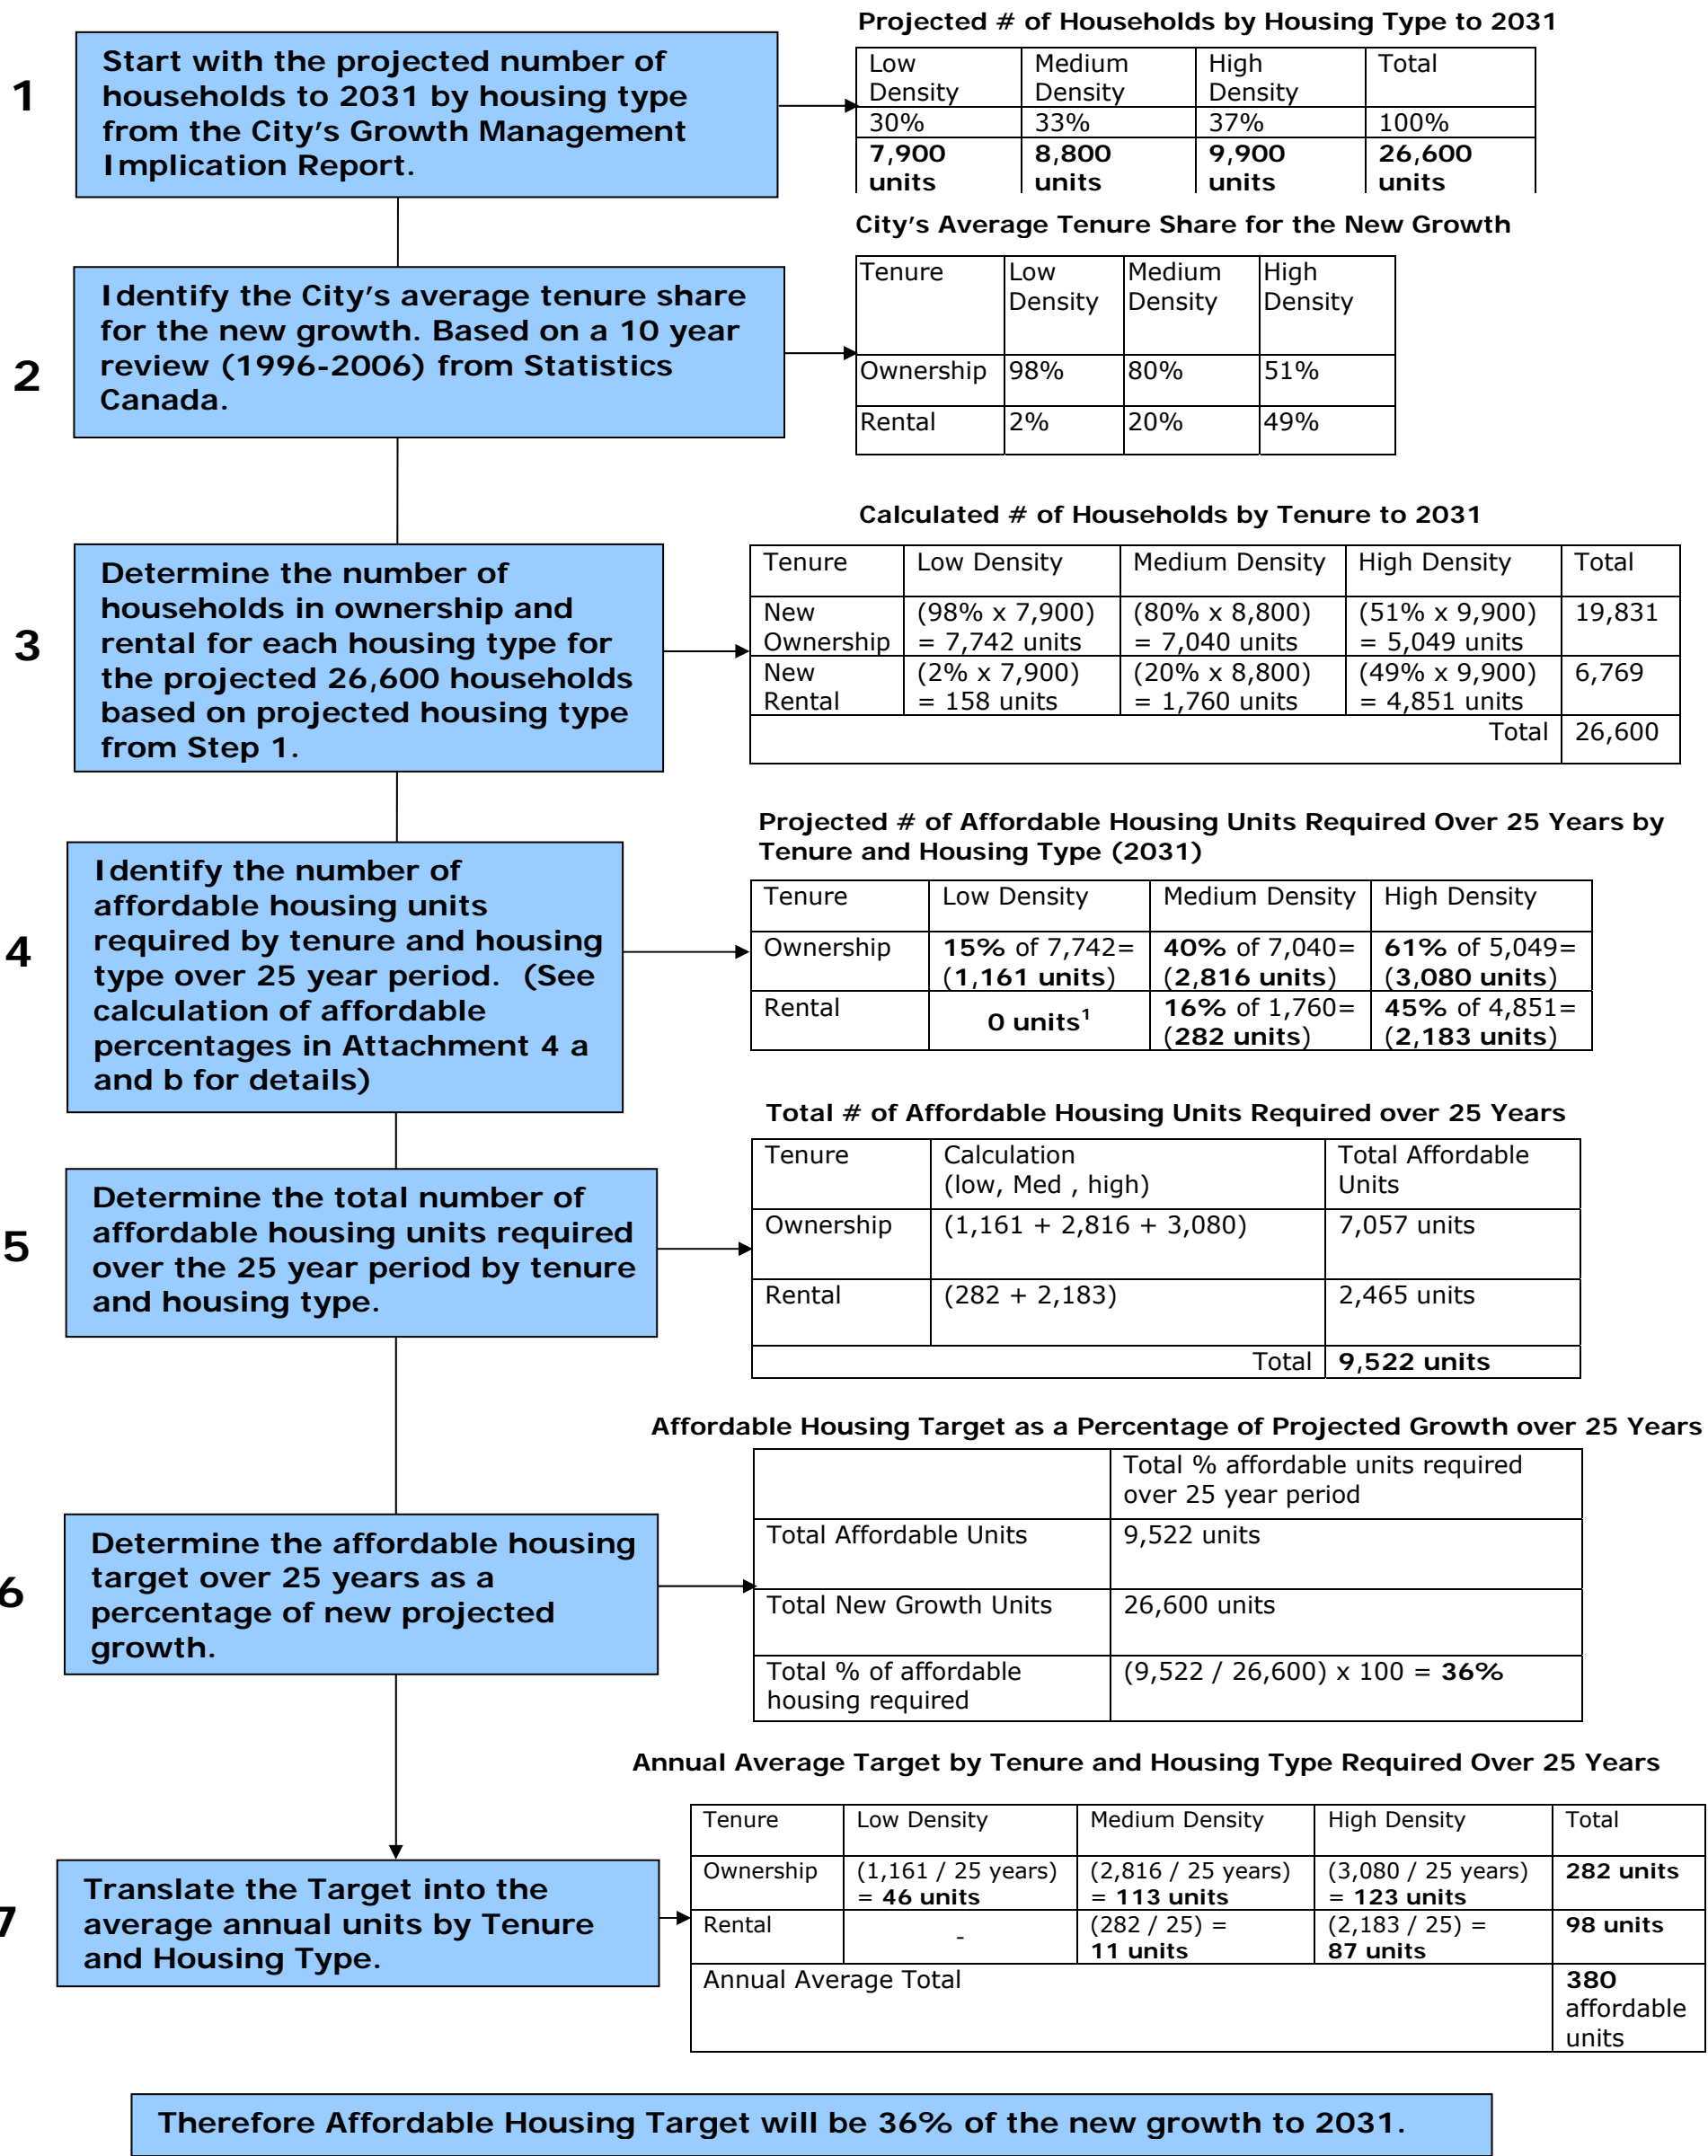 1
Start with the projected number of
households to 2031 by housing type
from the City's Growth Management
Implication Report.
Projected # of Households by Housing Type to 2031
Low Density | Medium Density | High Density | Total
30% | 33% | 37% | 100%
7,900 units | 8,800 units | 9,900 units | 26,600 units
2
Identify the City's average tenure share
for the new growth. Based on a 10 year
review (1996-2006) from Statistics
Canada.
City's Average Tenure Share for the New Growth
Tenure | Low Density | Medium Density | High Density
Ownership | 98% | 80% | 51%
Rental | 2% | 20% | 49%
3
Determine the number of
households in ownership and
rental for each housing type for
the projected 26,600 households
based on projected housing type
from Step 1.
Calculated # of Households by Tenure to 2031
Tenure | Low Density | Medium Density | High Density | Total
New Ownership | (98% x 7,900) = 7,742 units | (80% x 8,800) = 7,040 units | (51% x 9,900) = 5,049 units | 19,831
New Rental | (2% x 7,900) = 158 units | (20% x 8,800) = 1,760 units | (49% x 9,900) = 4,851 units | 6,769
Total | 26,600
4
Identify the number of
affordable housing units
required by tenure and housing
type over 25 year period. (See
calculation of affordable
percentages in Attachment 4 a
and b for details)
Projected # of Affordable Housing Units Required Over 25 Years by
Tenure and Housing Type (2031)
Tenure | Low Density | Medium Density | High Density
Ownership | 15% of 7,742= (1,161 units) | 40% of 7,040= (2,816 units) | 61% of 5,049= (3,080 units)
Rental | 0 units¹ | 16% of 1,760= (282 units) | 45% of 4,851= (2,183 units)
5
Determine the total number of
affordable housing units required
over the 25 year period by tenure
and housing type.
Total # of Affordable Housing Units Required over 25 Years
Tenure | Calculation (low, Med , high) | Total Affordable Units
Ownership | (1,161 + 2,816 + 3,080) | 7,057 units
Rental | (282 + 2,183) | 2,465 units
Total | 9,522 units
6
Determine the affordable housing
target over 25 years as a
percentage of new projected
growth.
Affordable Housing Target as a Percentage of Projected Growth over 25 Years
Total % affordable units required over 25 year period
Total Affordable Units | 9,522 units
Total New Growth Units | 26,600 units
Total % of affordable housing required | (9,522 / 26,600) x 100 = 36%
7
Translate the Target into the
average annual units by Tenure
and Housing Type.
Annual Average Target by Tenure and Housing Type Required Over 25 Years
Tenure | Low Density | Medium Density | High Density | Total
Ownership | (1,161 / 25 years) = 46 units | (2,816 / 25 years) = 113 units | (3,080 / 25 years) = 123 units | 282 units
Rental | - | (282 / 25) = 11 units | (2,183 / 25) = 87 units | 98 units
Annual Average Total | 380 affordable units
Therefore Affordable Housing Target will be 36% of the new growth to 2031.